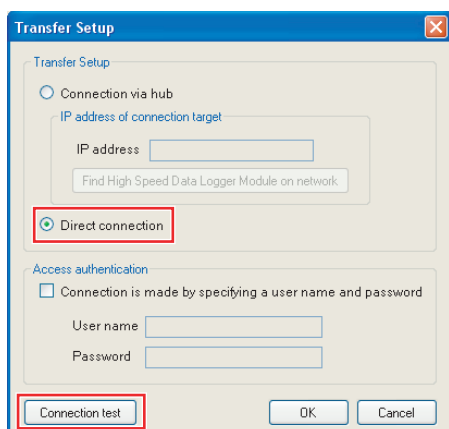 Transfer Setup
Transfer Setup
Connection via hub
IP address of connection target
IP address
Find High Speed Data Logger Module on network
Direct connection
Access authentication
Connection is made by specifying a user name and password
User name
Password
Connection test OK Cancel